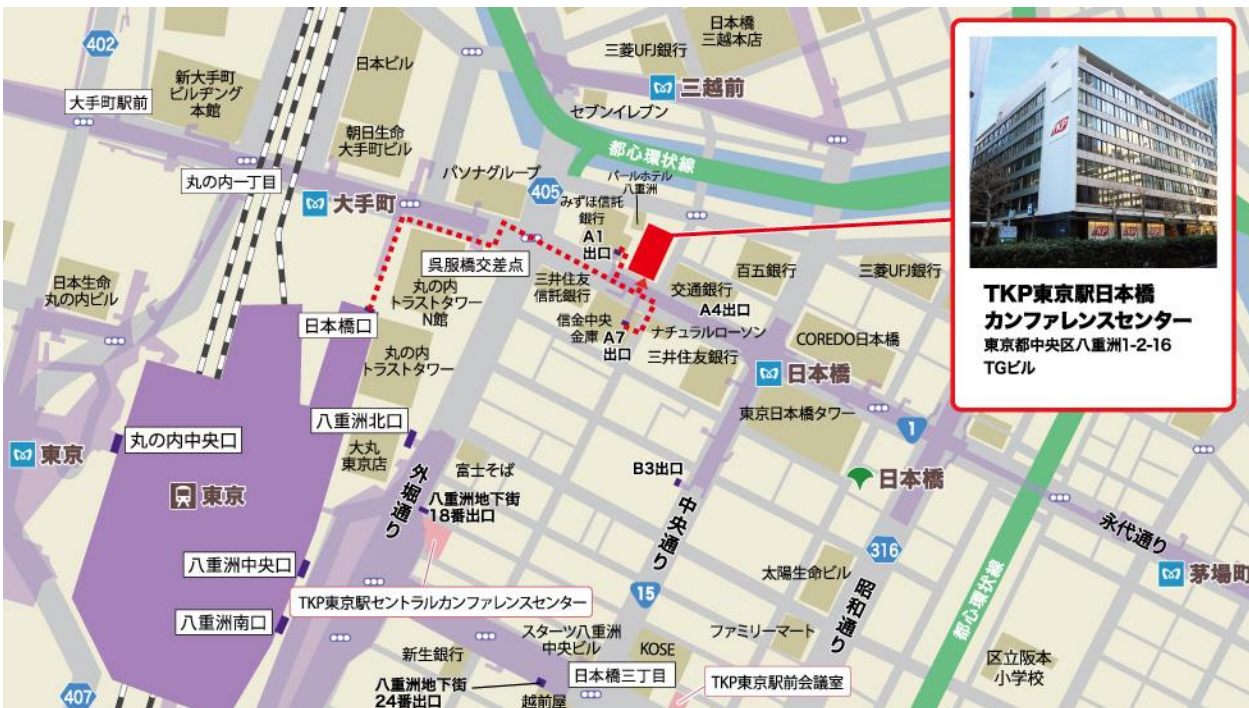 402
新大手町
ビルヂング
本館
日本ビル
三菱UFJ銀行
日本橋
三越本店
大手町駅前
三越前
セブンイレブン
朝日生命
大手町ビル
丸の内一丁目
大手町
パソナグループ
405
みずほ信託
銀行
A1
出口
パールホテル
八重洲
都心環状線
呉服橋交差点
三井住友
信託銀行
交通銀行
A4出口
百五銀行
三菱UFJ銀行
日本生命
丸の内ビル
日本橋口
丸の内
トラストタワー
N館
信金中央
金庫
A7
出口
ナチュラルローソン
三井住友銀行
COREDO日本橋
丸の内
トラストタワー
日本橋
東京日本橋タワー
1
八重洲北口
丸の内中央口
東京
東京
大丸
東京店
外堀通り
富士そば
八重洲地下街
18番出口
B3出口
中央通り
日本橋
永代通り
316
昭和通り
茅場町
都心環状線
八重洲中央口
八重洲南口
TKP東京駅セントラルカンファレンスセンター
15
太陽生命ビル
スターツ八重洲
中央ビル
KOSE
ファミリーマート
新生銀行
日本橋三丁目
TKP東京駅前会議室
区立阪本
小学校
407
八重洲地下街
24番出口
越前屋
TKP
TKP東京駅日本橋
カンファレンスセンター
東京都中央区八重洲1-2-16
TGビル